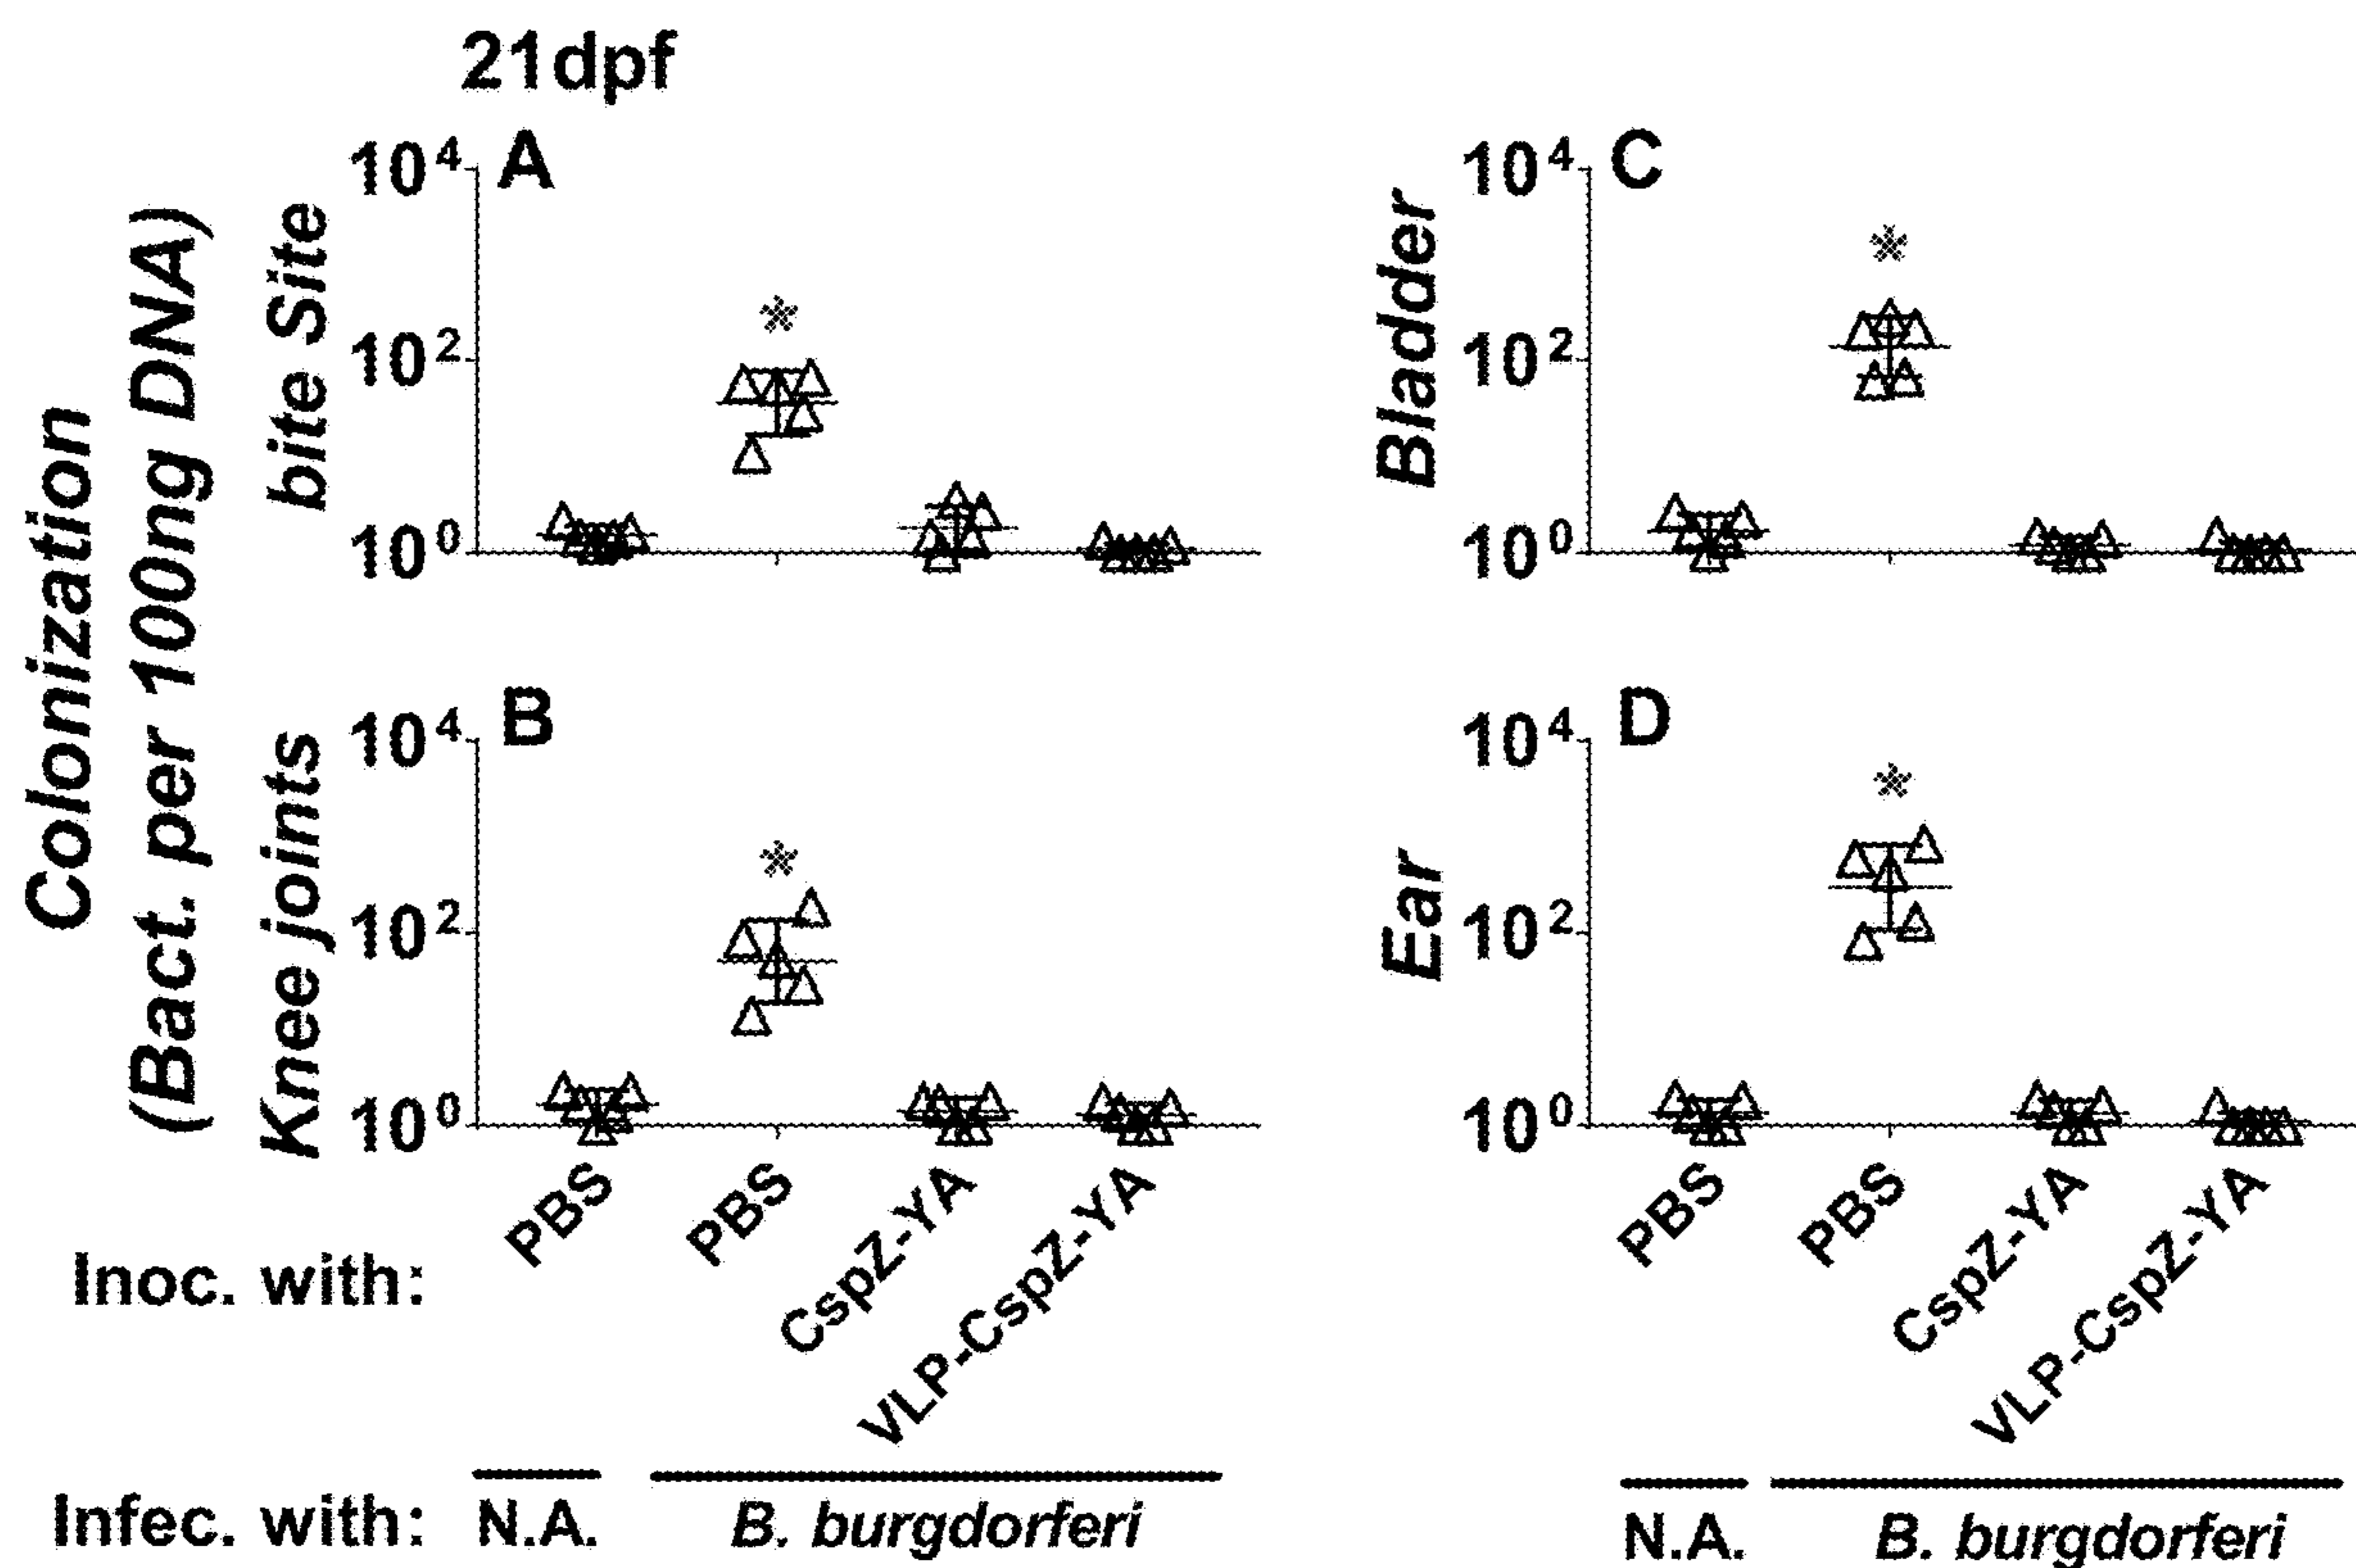 21dpf
Colonization
(Bact. per 100ng DNA)
bite Site
10⁴ A
10²
10⁰
Bladder
10⁴ C
10²
10⁰
Knee joints
10⁴ B
10²
10⁰
Ear
10⁴ D
10²
10⁰
* * * *
Inoc. with: PBS PBS CspZ-YA VLP-CspZ-YA PBS PBS CspZ-YA VLP-CspZ-YA
Infec. with: N.A. B. burgdorferi N.A. B. burgdorferi